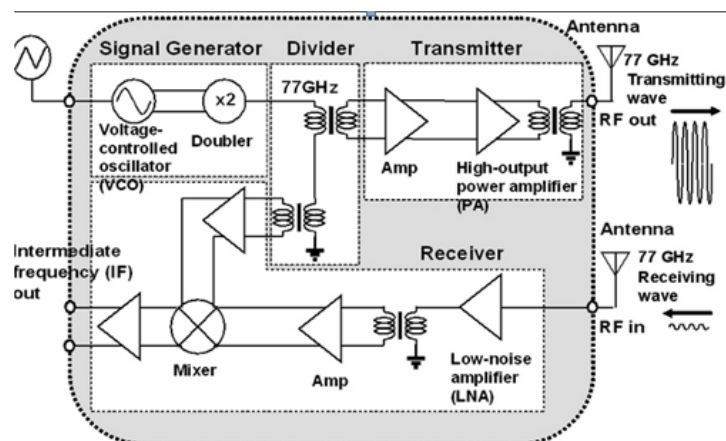 Antenna
Signal Generator
Divider
Transmitter
77GHz
77 GHz
Transmitting
wave
x2
RF out
Voltage-
controlled
oscillator
(VCO)
Doubler
Amp
High-output
power amplifier
(PA)
Antenna
Intermediate
frequency (IF)
out
Receiver
77 GHz
Receiving
wave
RF in
Mixer
Amp
Low-noise
amplifier
(LNA)